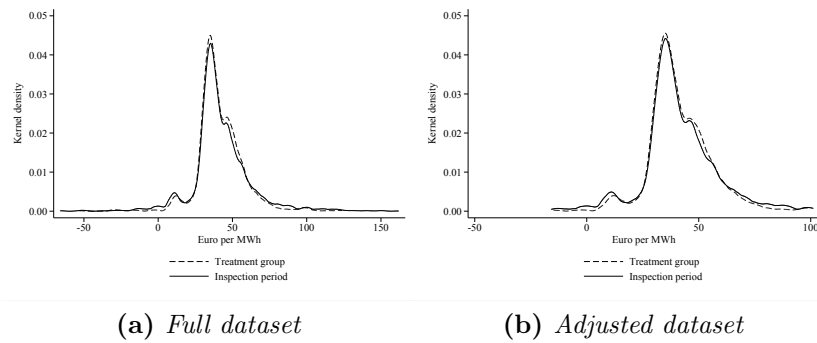 0.05
0.04
0.03
0.02
0.01
0.00
Kernel density
-50 0 50 100 150
Euro per MWh
Treatment group
Inspection period
(a) Full dataset
0.05
0.04
0.03
0.02
0.01
0.00
Kernel density
-50 0 50 100
Euro per MWh
Treatment group
Inspection period
(b) Adjusted dataset